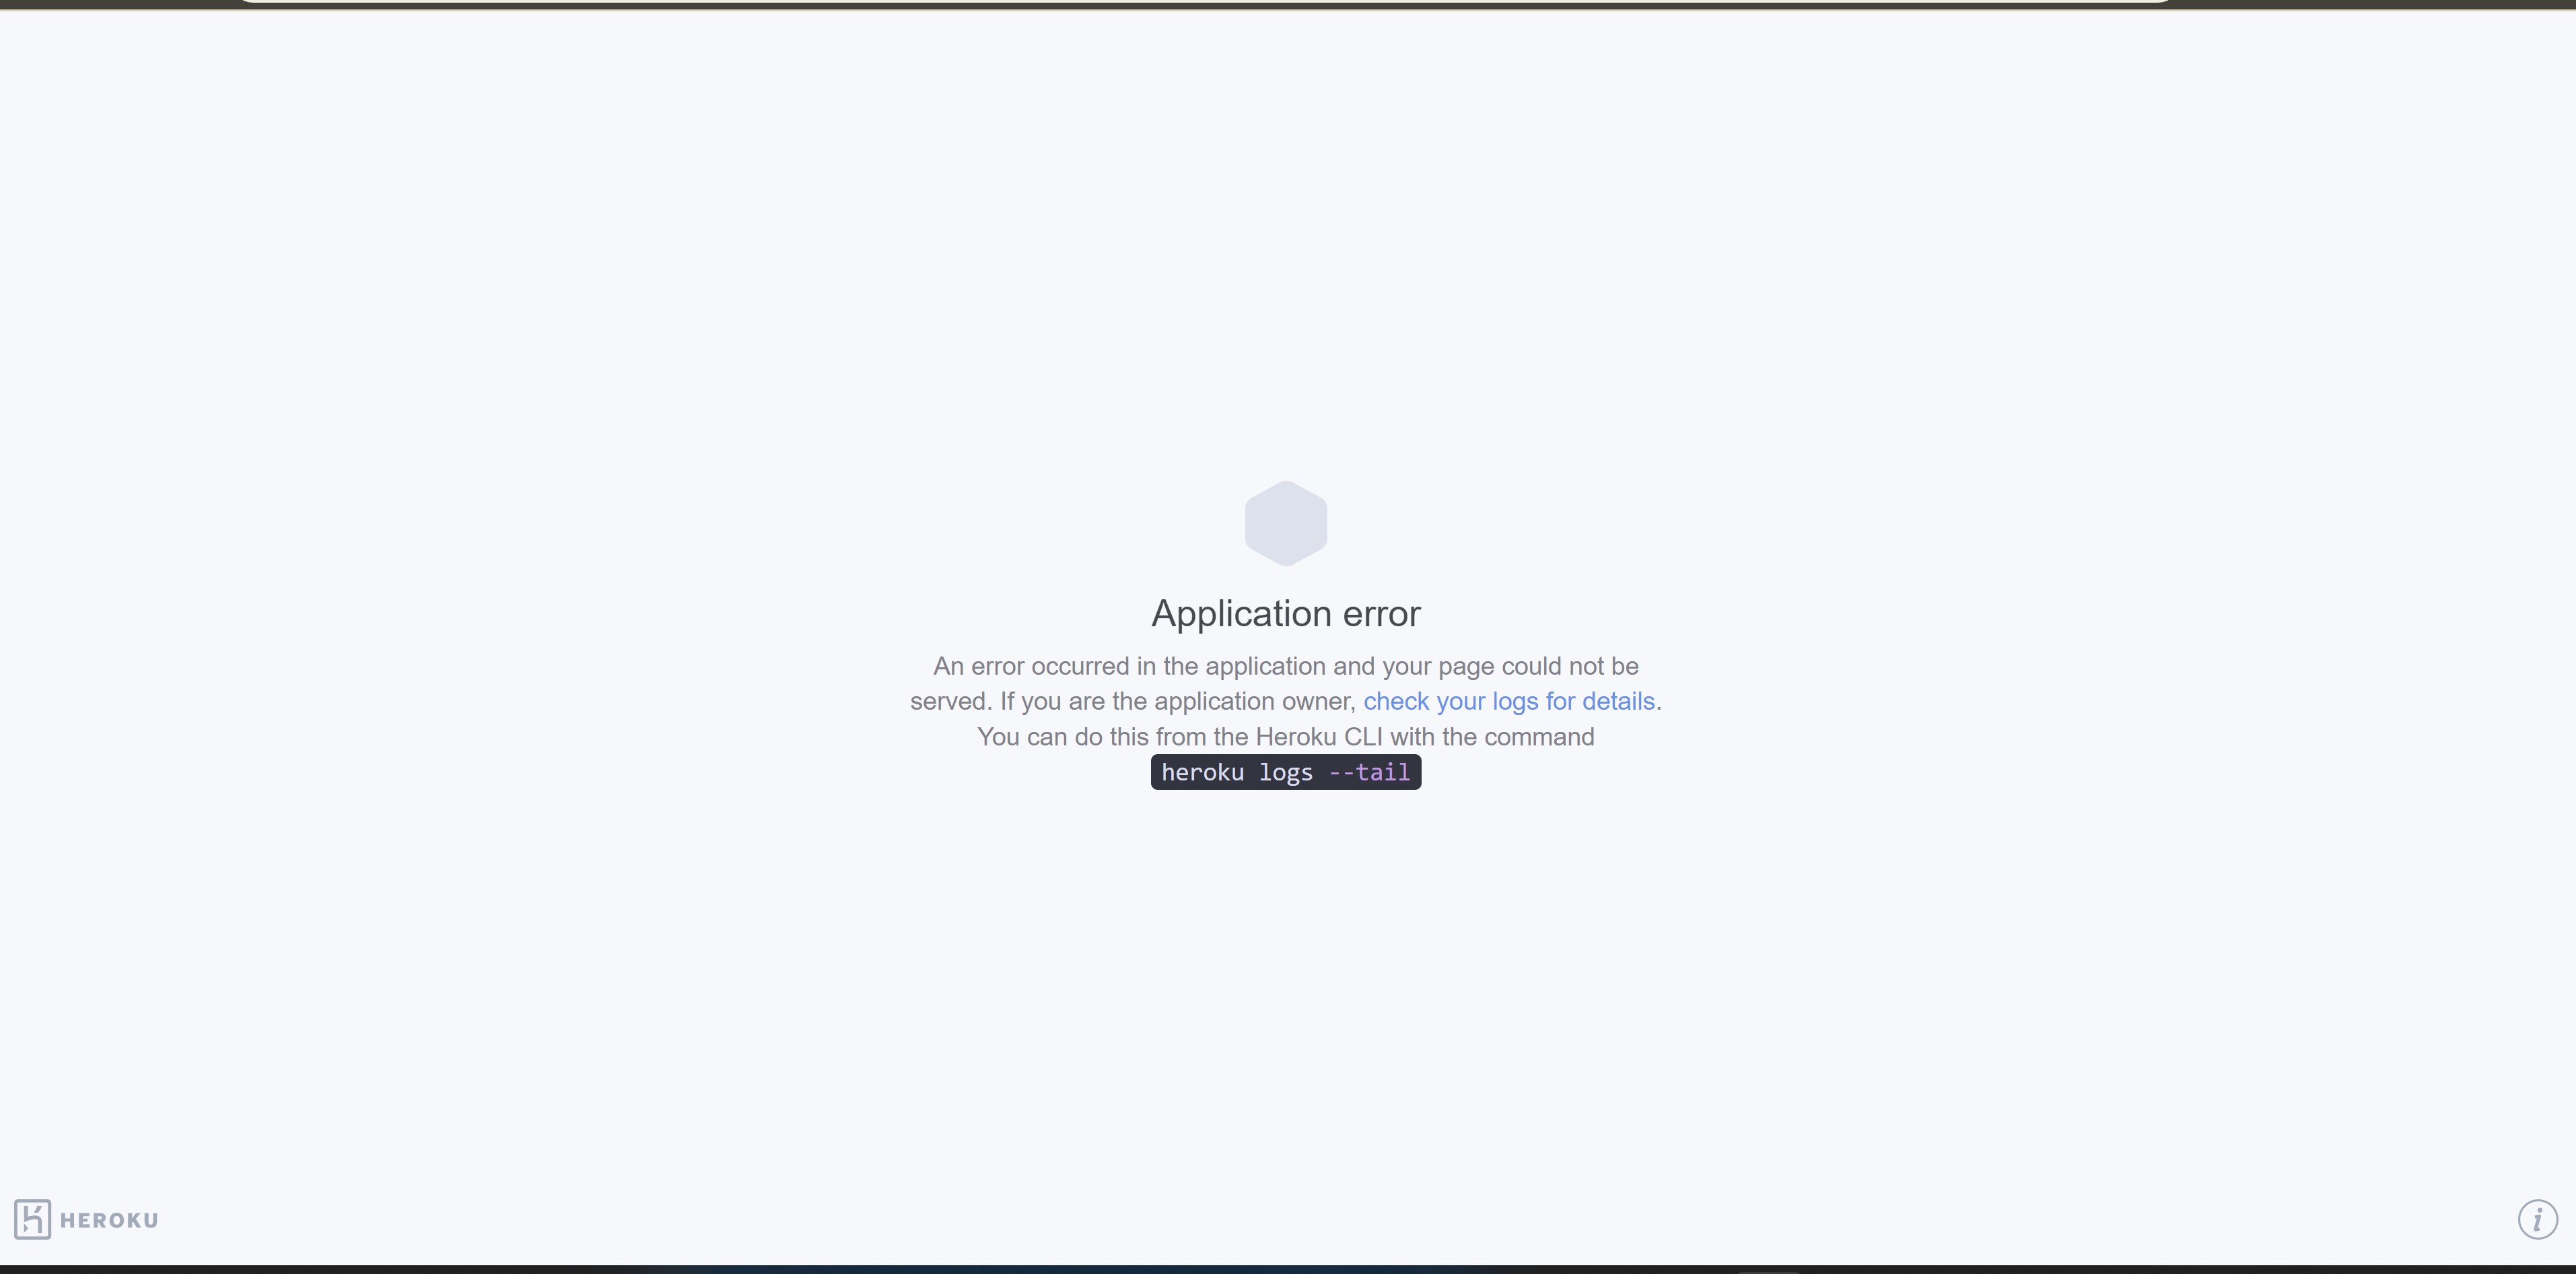 Application error
An error occurred in the application and your page could not be
served. If you are the application owner, check your logs for details.
You can do this from the Heroku CLI with the command
heroku logs --tail
HEROKU
i